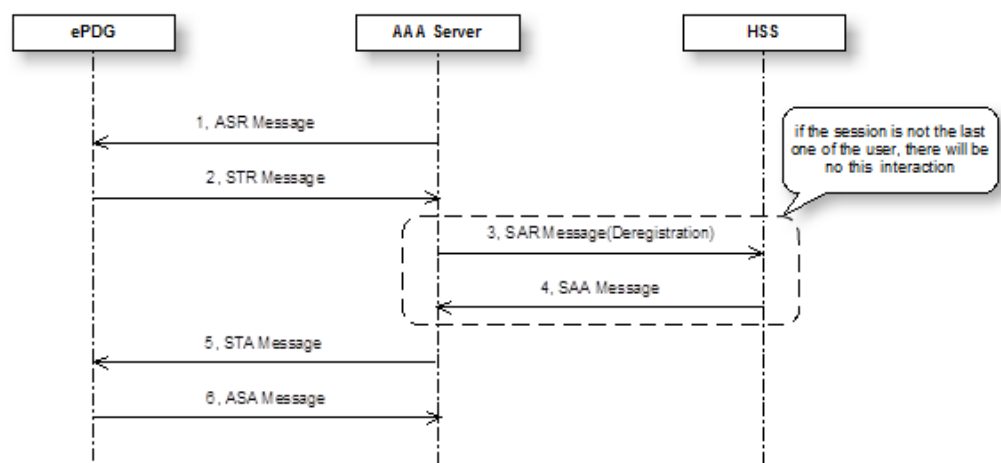 ePDG
AAA Server
HSS
1, ASR Message
if the session is not the last
one of the user, there will be
no this interaction
2, STR Message
3, SAR Message(Deregistration)
4, SAA Message
5, STA Message
6, ASA Message